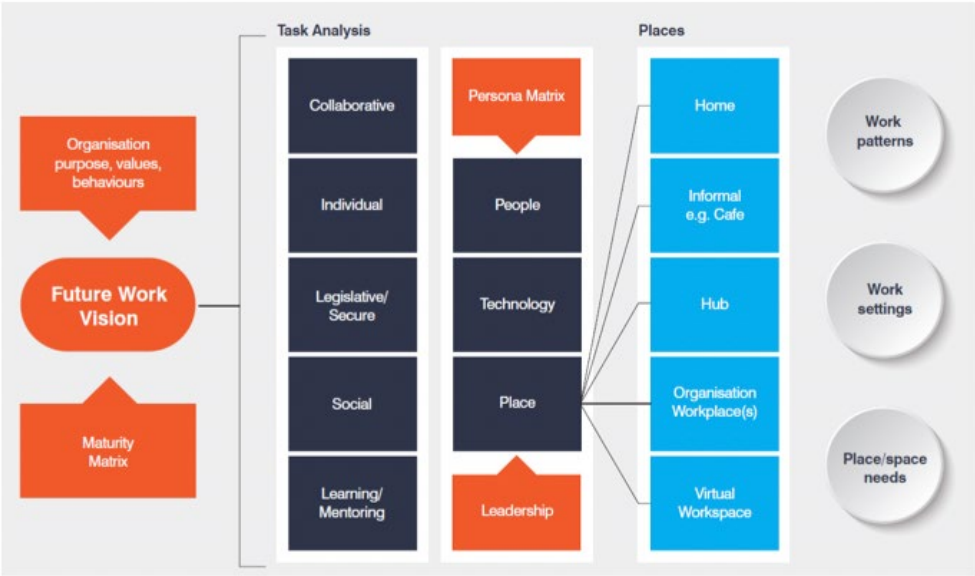 Organisation
purpose, values,
behaviours
Future Work
Vision
Maturity
Matrix
Task Analysis
Collaborative
Individual
Legislative/
Secure
Social
Learning/
Mentoring
Persona Matrix
People
Technology
Place
Leadership
Places
Home
Informal
e.g. Cafe
Hub
Organisation
Workplace(s)
Virtual
Workspace
Work
patterns
Work
settings
Place/space
needs